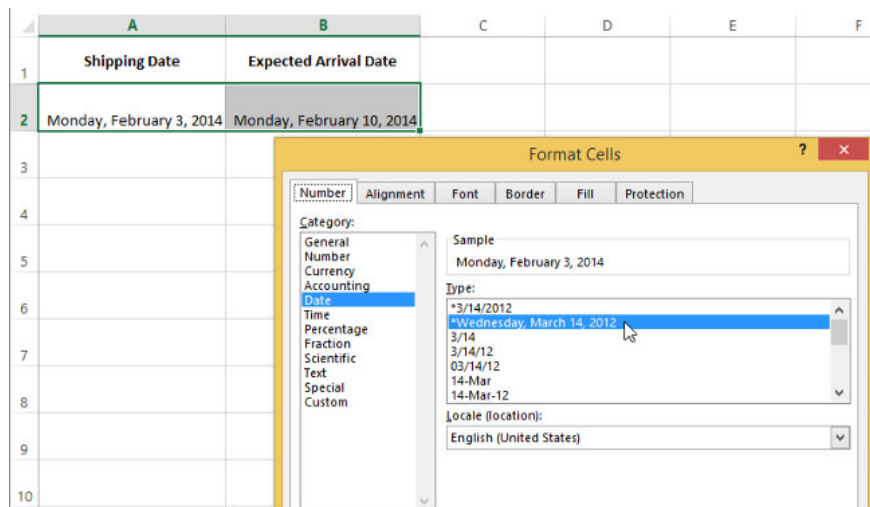 A B C D E F
1 Shipping Date Expected Arrival Date
2 Monday, February 3, 2014 Monday, February 10, 2014
Format Cells ? ×
3
Number Alignment Font Border Fill Protection
4
Category:
General
Number
Currency
Accounting
Date
Time
Percentage
Fraction
Scientific
Text
Special
Custom
Sample
Monday, February 3, 2014
Type:
*3/14/2012
*Wednesday, March 14, 2012
3/14
3/14/12
03/14/12
14-Mar
14-Mar-12
Locale (location):
English (United States)
5
6
7
8
9
10